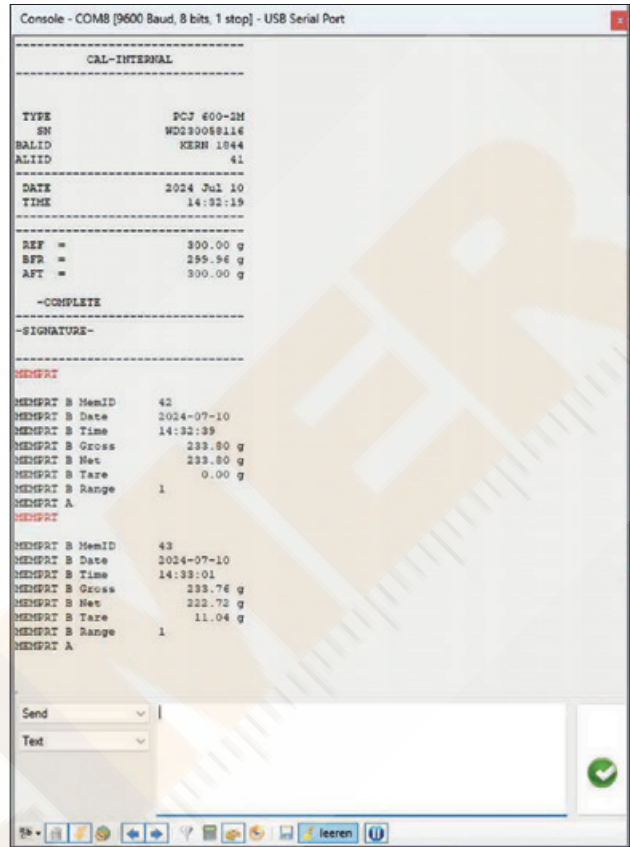 Console - COM8 [9600 Baud, 8 bits, 1 stop] - USB Serial Port
--------------------------------
CAL-INTERNAL
--------------------------------
TYPE PCJ 600-2M
SN WD230058116
BALID KERN 1844
ALIID 41
--------------------------------
DATE 2024 Jul 10
TIME 14:32:19
--------------------------------
--------------------------------
REF = 300.00 g
BFR = 299.96 g
AFT = 300.00 g
-COMPLETE
--------------------------------
-SIGNATURE-
--------------------------------
MEMPRT
MEMPRT B MemID 42
MEMPRT B Date 2024-07-10
MEMPRT B Time 14:32:39
MEMPRT B Gross 233.80 g
MEMPRT B Net 233.80 g
MEMPRT B Tare 0.00 g
MEMPRT B Range 1
MEMPRT A
MEMPRT
MEMPRT B MemID 43
MEMPRT B Date 2024-07-10
MEMPRT B Time 14:33:01
MEMPRT B Gross 233.76 g
MEMPRT B Net 222.72 g
MEMPRT B Tare 11.04 g
MEMPRT B Range 1
MEMPRT A
Send
Text
leeren